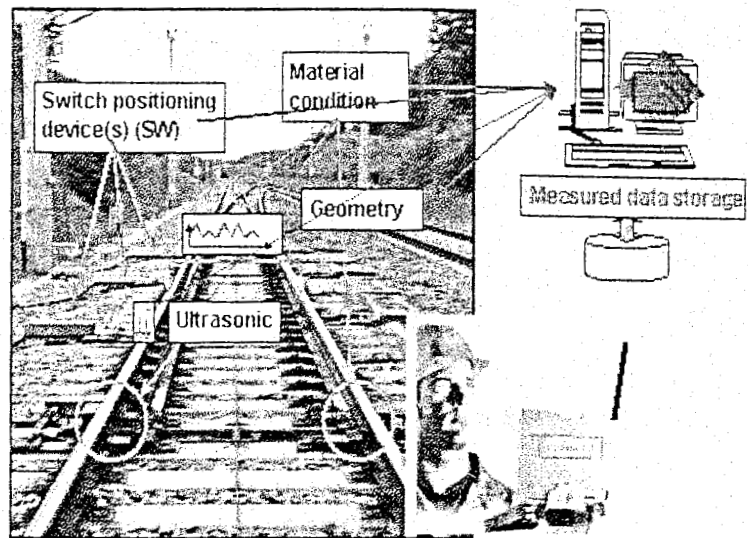 Switch positioning
device(s) (SW)
Material
condition
Geometry
Ultrasonic
Measured data storage